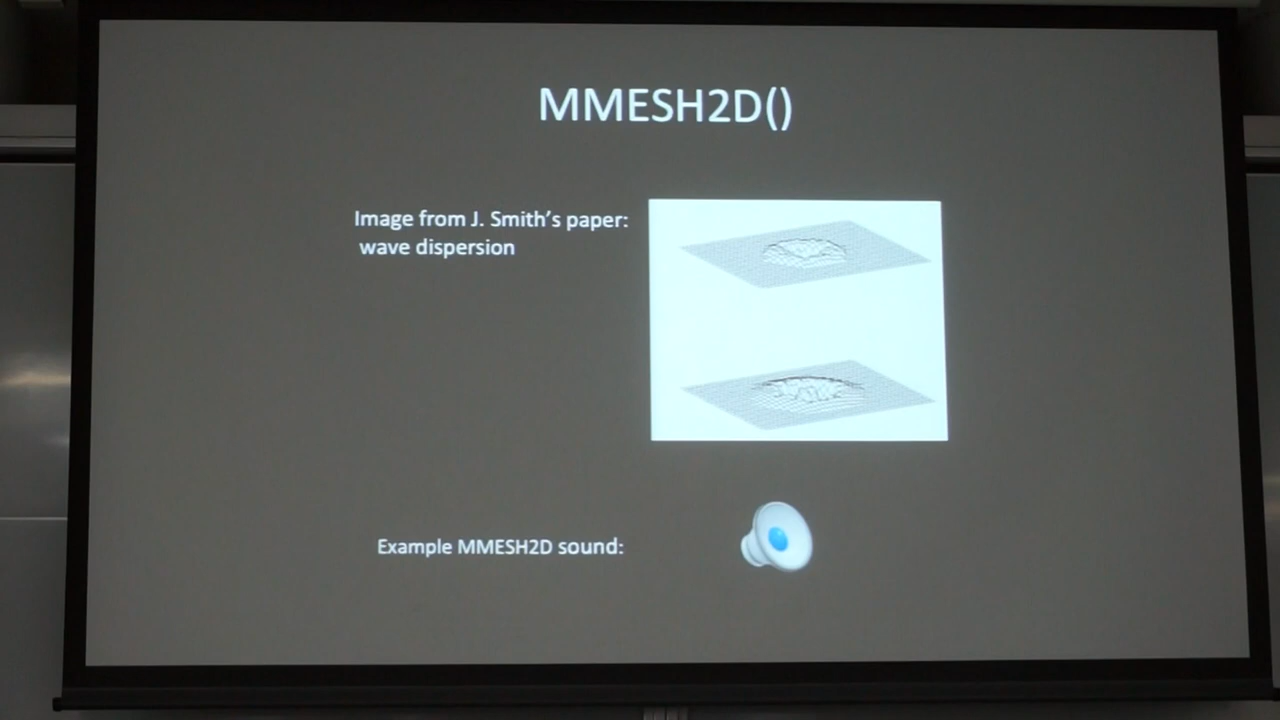 MMESH2D()
Image from J. Smith's paper:
wave dispersion
Example MMESH2D sound: